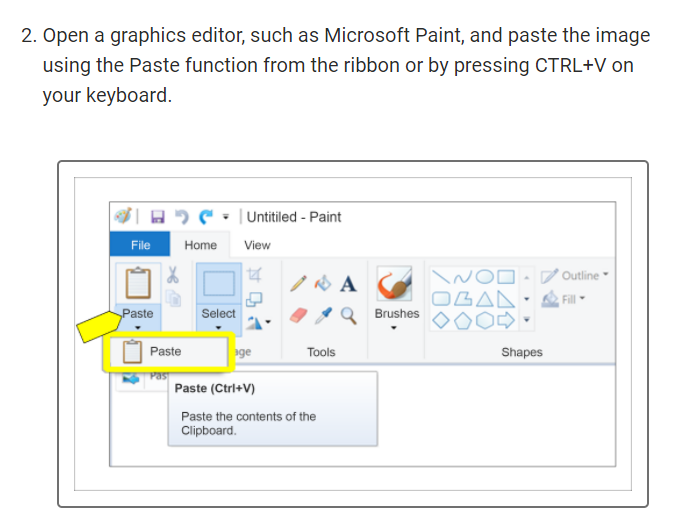 2. Open a graphics editor, such as Microsoft Paint, and paste the image
using the Paste function from the ribbon or by pressing CTRL+V on
your keyboard.
Untitiled - Paint
File Home View
Outline
Fill
Paste Select Brushes
Paste age Tools Shapes
Pas
Paste (Ctrl+V)
Paste the contents of the
Clipboard.